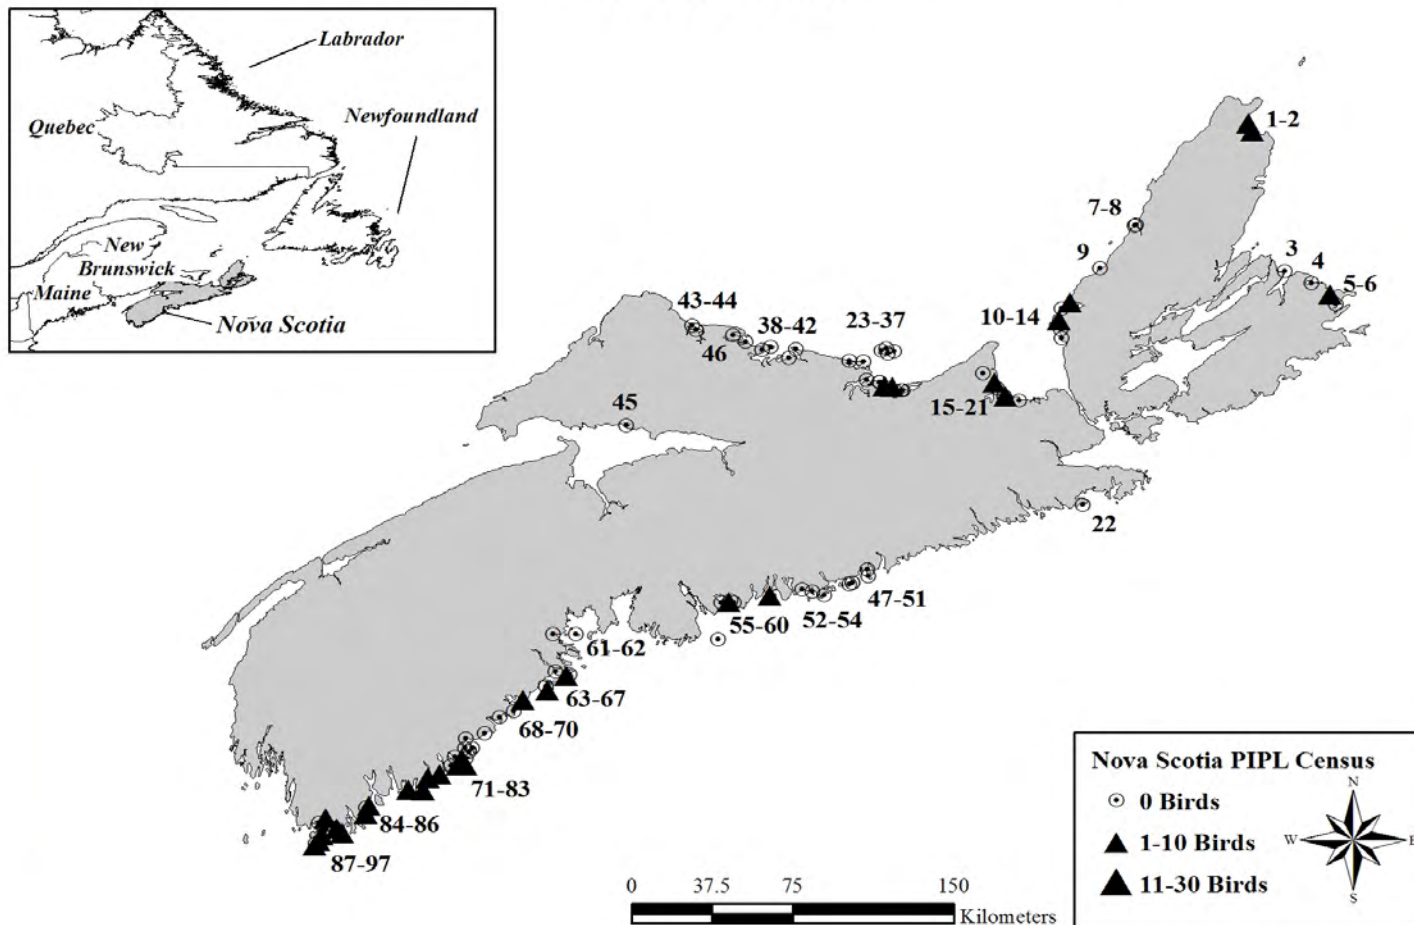 Labrador
Newfoundland
Quebec
New
Brunswick
Maine
Nova Scotia
1-2
7-8
9
3
4
5-6
10-14
43-44
46
38-42
23-37
15-21
45
22
47-51
52-54
55-60
61-62
63-67
68-70
71-83
84-86
87-97
0 37.5 75 150
Kilometers
Nova Scotia PIPL Census
0 Birds
1-10 Birds
11-30 Birds
N
W E
S